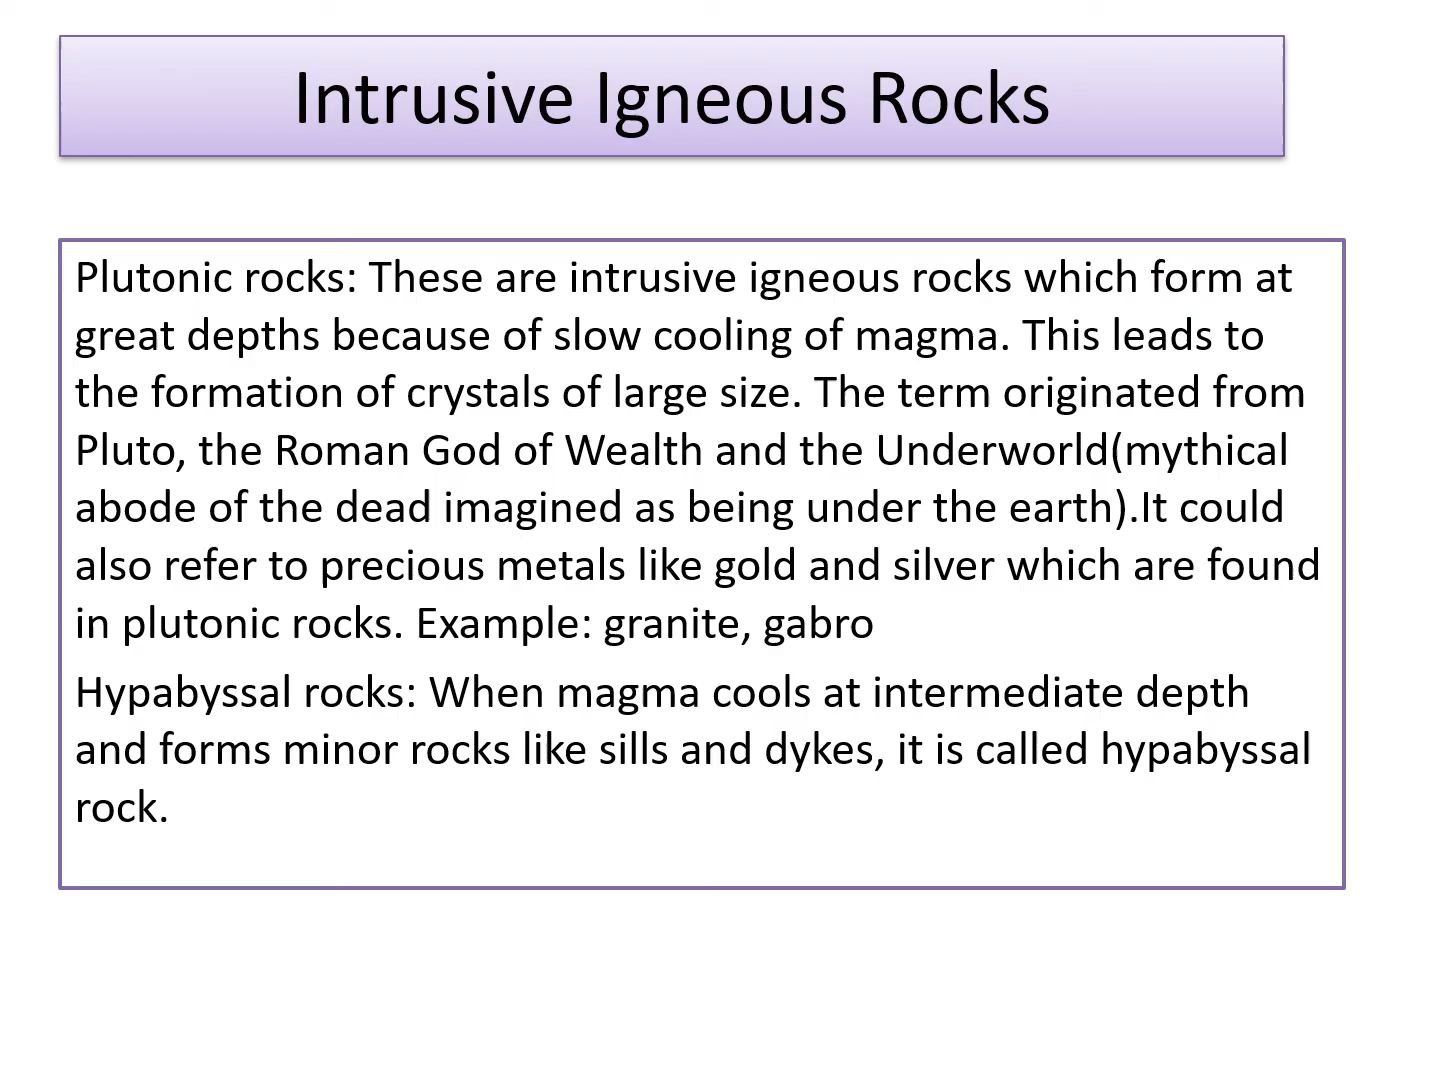 Intrusive Igneous Rocks
Plutonic rocks: These are intrusive igneous rocks which form at
great depths because of slow cooling of magma. This leads to
the formation of crystals of large size. The term originated from
Pluto, the Roman God of Wealth and the Underworld(mythical
abode of the dead imagined as being under the earth).It could
also refer to precious metals like gold and silver which are found
in plutonic rocks. Example: granite, gabro
Hypabyssal rocks: When magma cools at intermediate depth
and forms minor rocks like sills and dykes, it is called hypabyssal
rock.